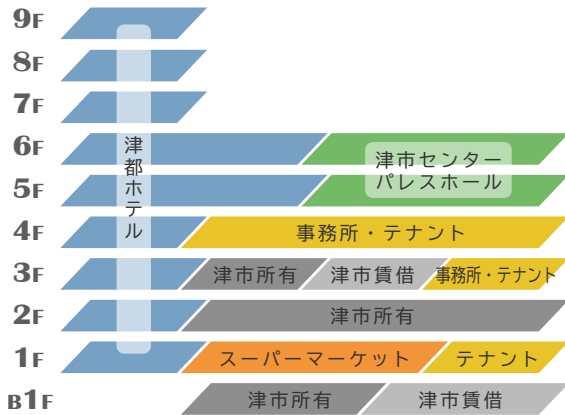 9F
8F
7F
6F
5F
津市センター
パレスホール
津都ホテル
4F
事務所・テナント
3F
津市所有
津市賃借
事務所・テナント
2F
津市所有
1F
スーパーマーケット
テナント
B1F
津市所有
津市賃借